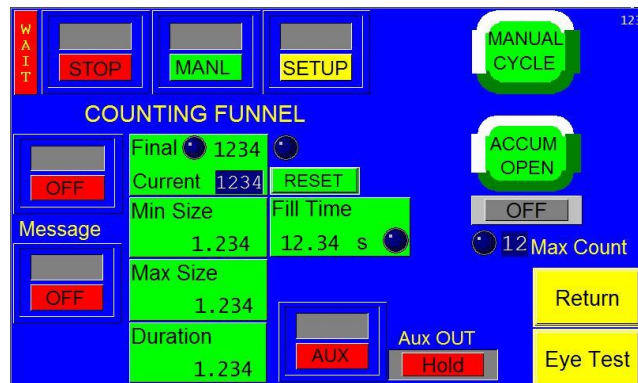 WAIT
STOP
MANL
SETUP
MANUAL
CYCLE
123
COUNTING FUNNEL
Final 1234
Current 1234
RESET
ACCUM
OPEN
OFF
OFF
Message
Min Size
1.234
Fill Time
12.34 s
12 Max Count
OFF
Max Size
1.234
Return
Duration
1.234
AUX
Aux OUT
Hold
Eye Test